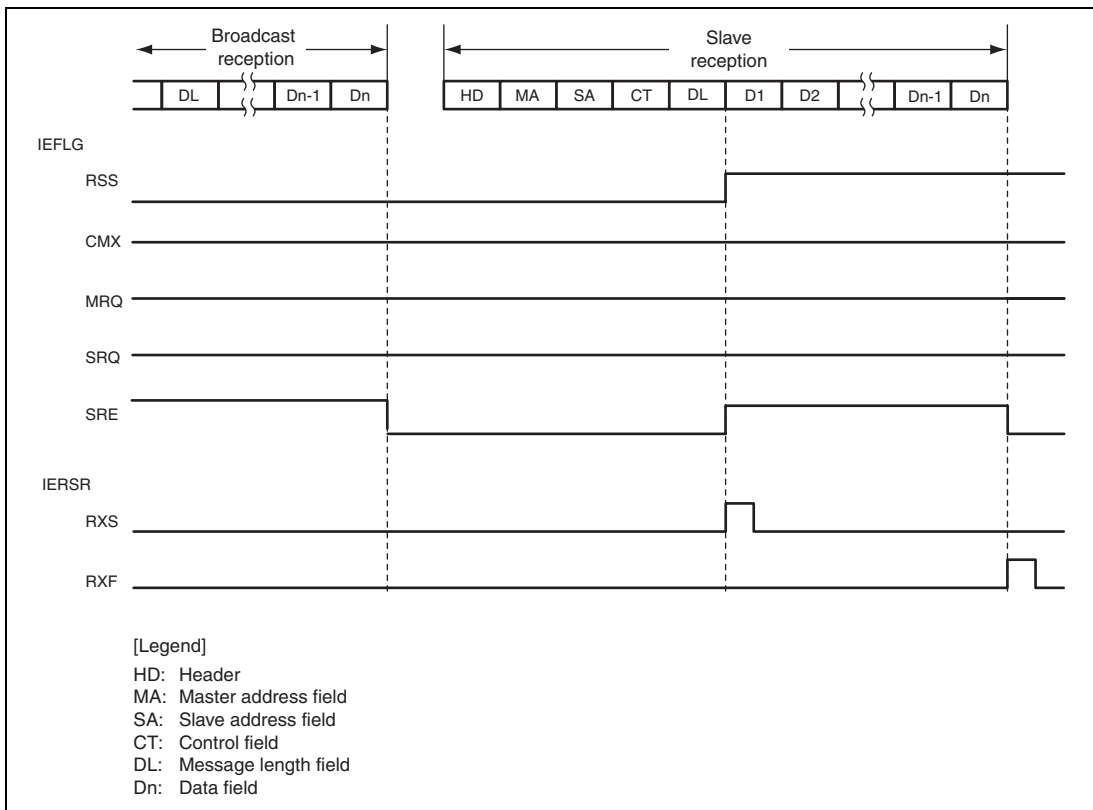 Broadcast
reception
Slave
reception
DL Dn-1 Dn HD MA SA CT DL D1 D2 Dn-1 Dn
IEFLG
RSS
CMX
MRQ
SRQ
SRE
IERSR
RXS
RXF
[Legend]
HD: Header
MA: Master address field
SA: Slave address field
CT: Control field
DL: Message length field
Dn: Data field